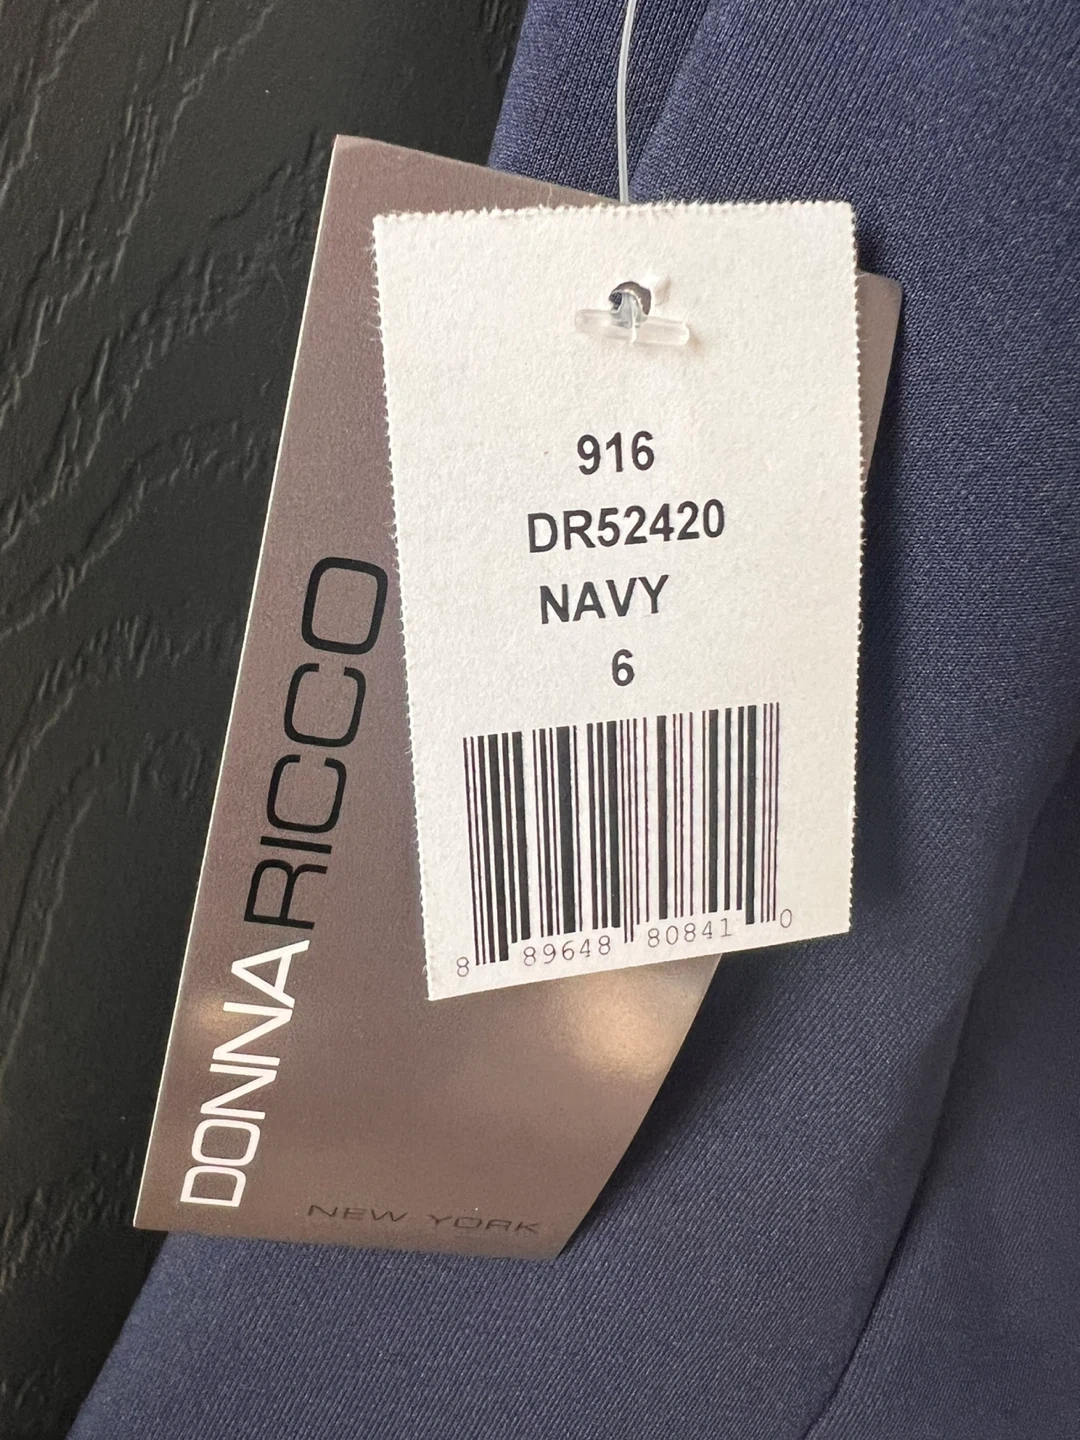 916
DR52420
NAVY
6
8 89648 80841 0
DONNA RICCO
NEW YORK